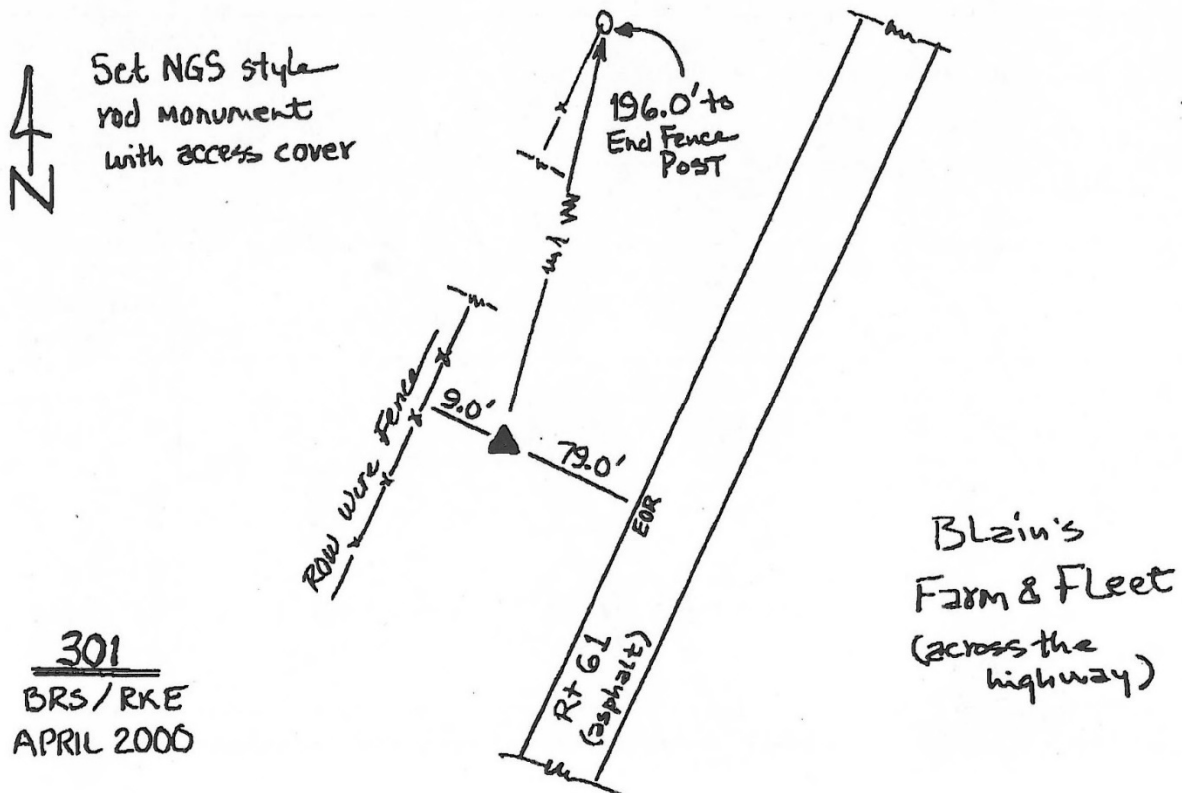 Set NGS style
rod monument
with access cover
N
196.0' to
End Fence
POST
ROW Wire Fence
9.0'
79.0'
EOR
Rt 61
(asphalt)
BLain's
Farm & FLeet
(across the
highway)
301
BRS/RKE
APRIL 2000